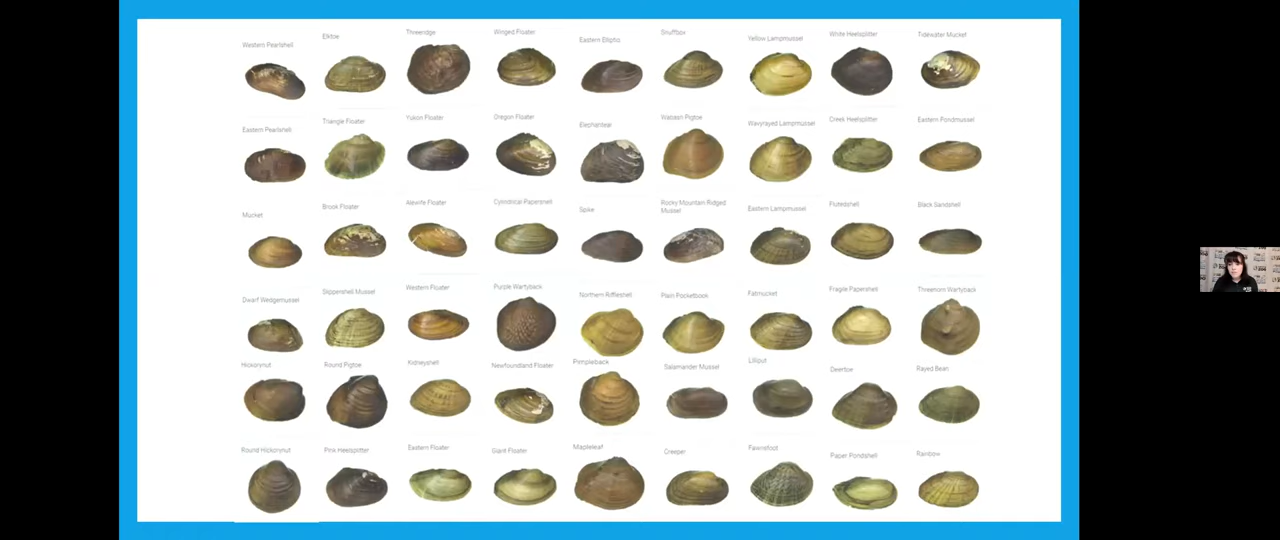 Western Pearlshell
Elktoe
Threeridge
Winged Floater
Eastern Elliptio
Snuffbox
Yellow Lampmussel
White Heelsplitter
Tidewater Mucket
Eastern Pearlshell
Triangle Floater
Yukon Floater
Oregon Floater
Elephantear
Wabash Pigtoe
Wavyrayed Lampmussel
Creek Heelsplitter
Eastern Pondmussel
Mucket
Brook Floater
Alewife Floater
Cylindrical Papershell
Spike
Rocky Mountain Ridged
Mussel
Eastern Lampmussel
Flutedshell
Black Sandshell
Dwarf Wedgemussel
Slippershell Mussel
Western Floater
Purple Wartyback
Northern Riffleshell
Plain Pocketbook
Fatmucket
Fragile Papershell
Threehorn Wartyback
Hickorynut
Round Pigtoe
Kidneyshell
Newfoundland Floater
Pimpleback
Salamander Mussel
Lilliput
Deertoe
Rayed Bean
Round Hickorynut
Pink Heelsplitter
Eastern Floater
Giant Floater
Mapleleaf
Creeper
Fawnsfoot
Paper Pondshell
Rainbow